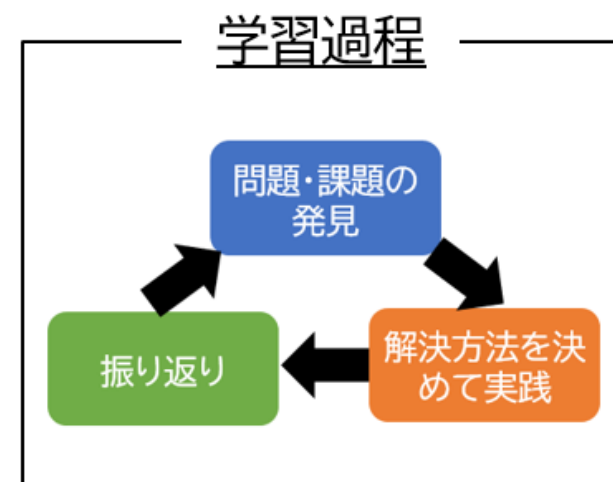 学習過程
問題・課題の
発見
解決方法を決
めて実践
振り返り